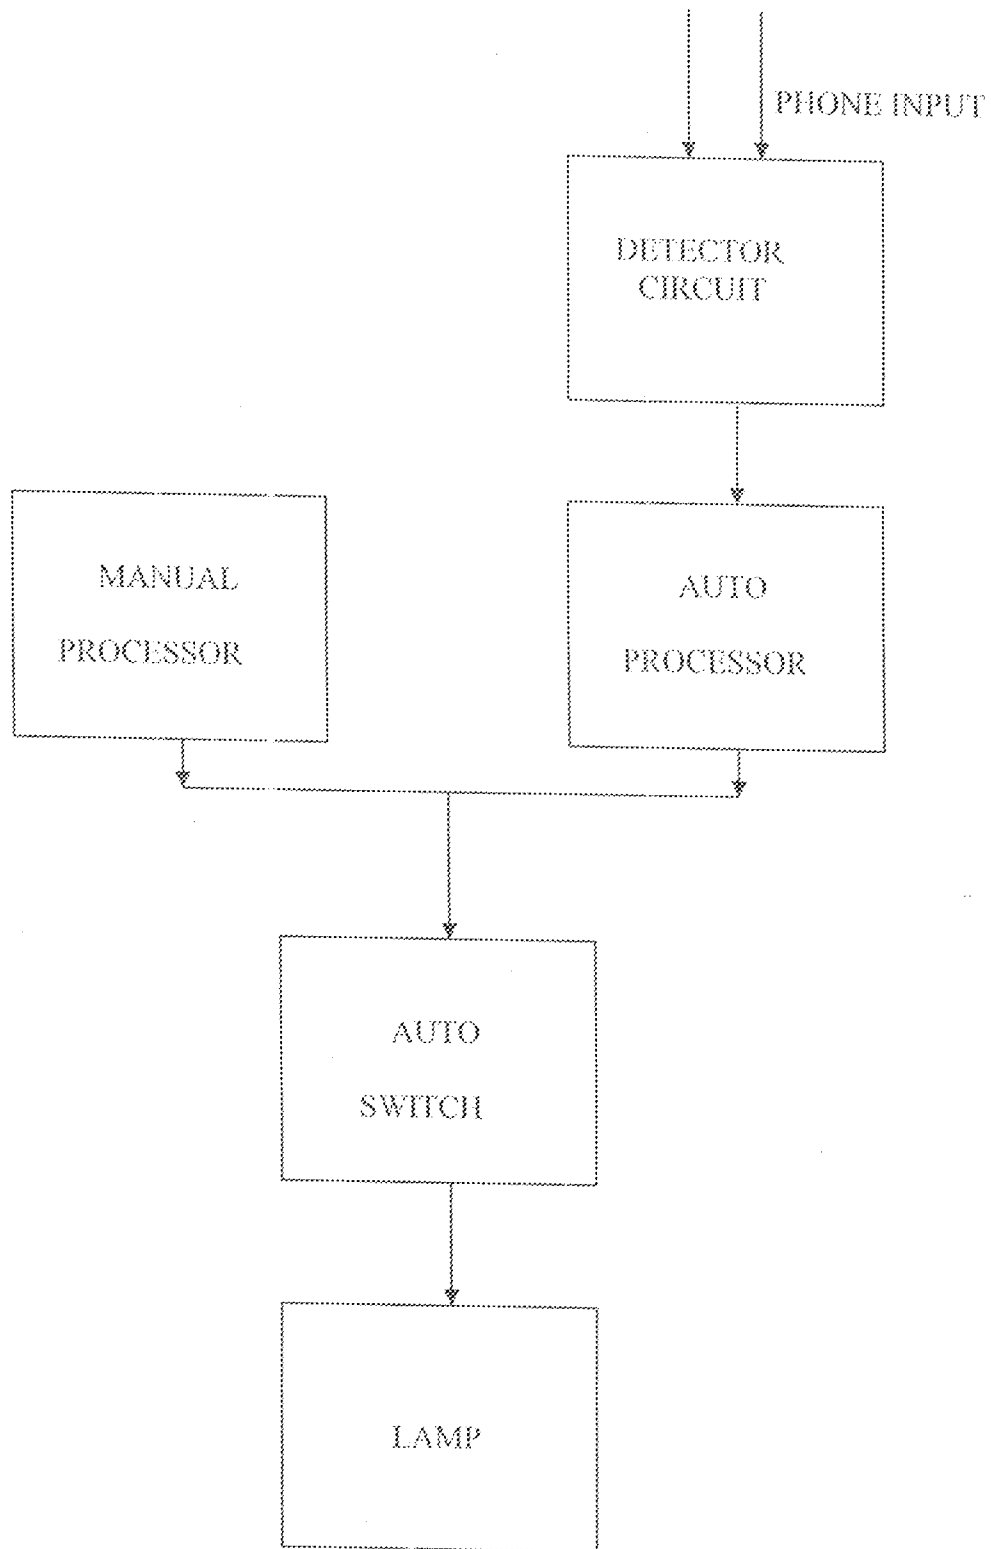 PHONE INPUT
DETECTOR
CIRCUIT
MANUAL
PROCESSOR
AUTO
PROCESSOR
AUTO
SWITCH
LAMP